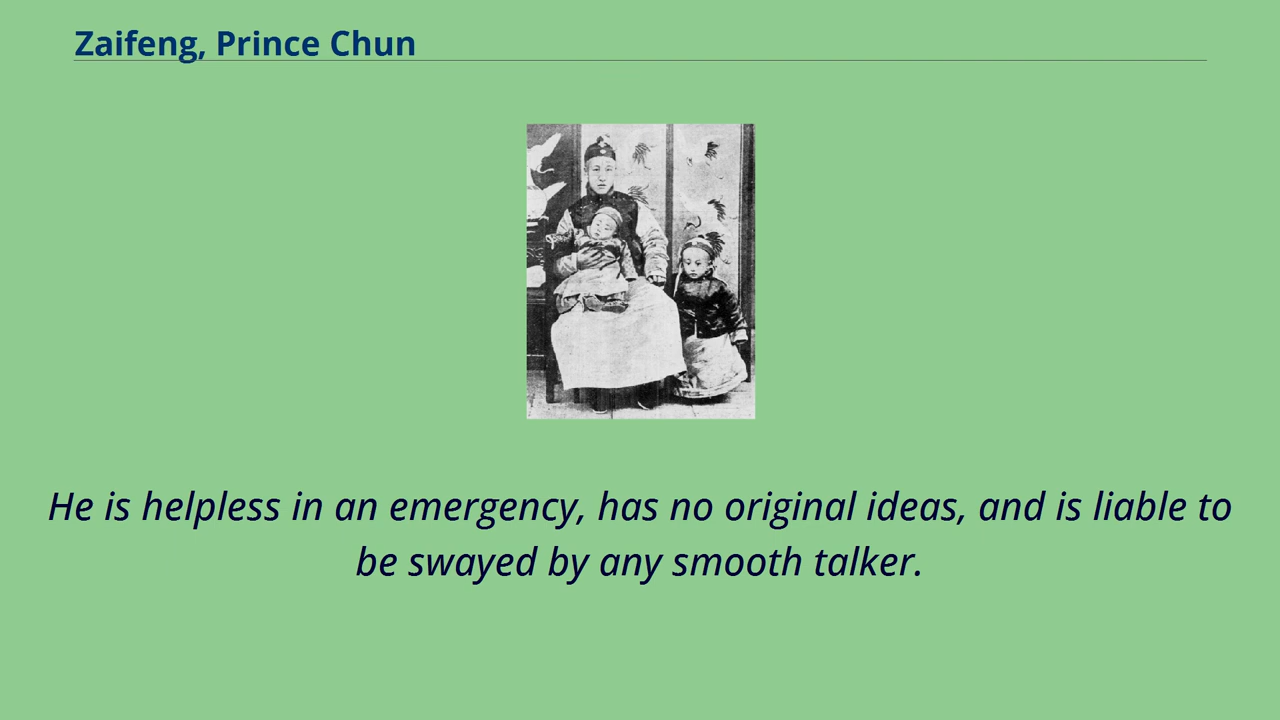 Zaifeng, Prince Chun
He is helpless in an emergency, has no original ideas, and is liable to
be swayed by any smooth talker.